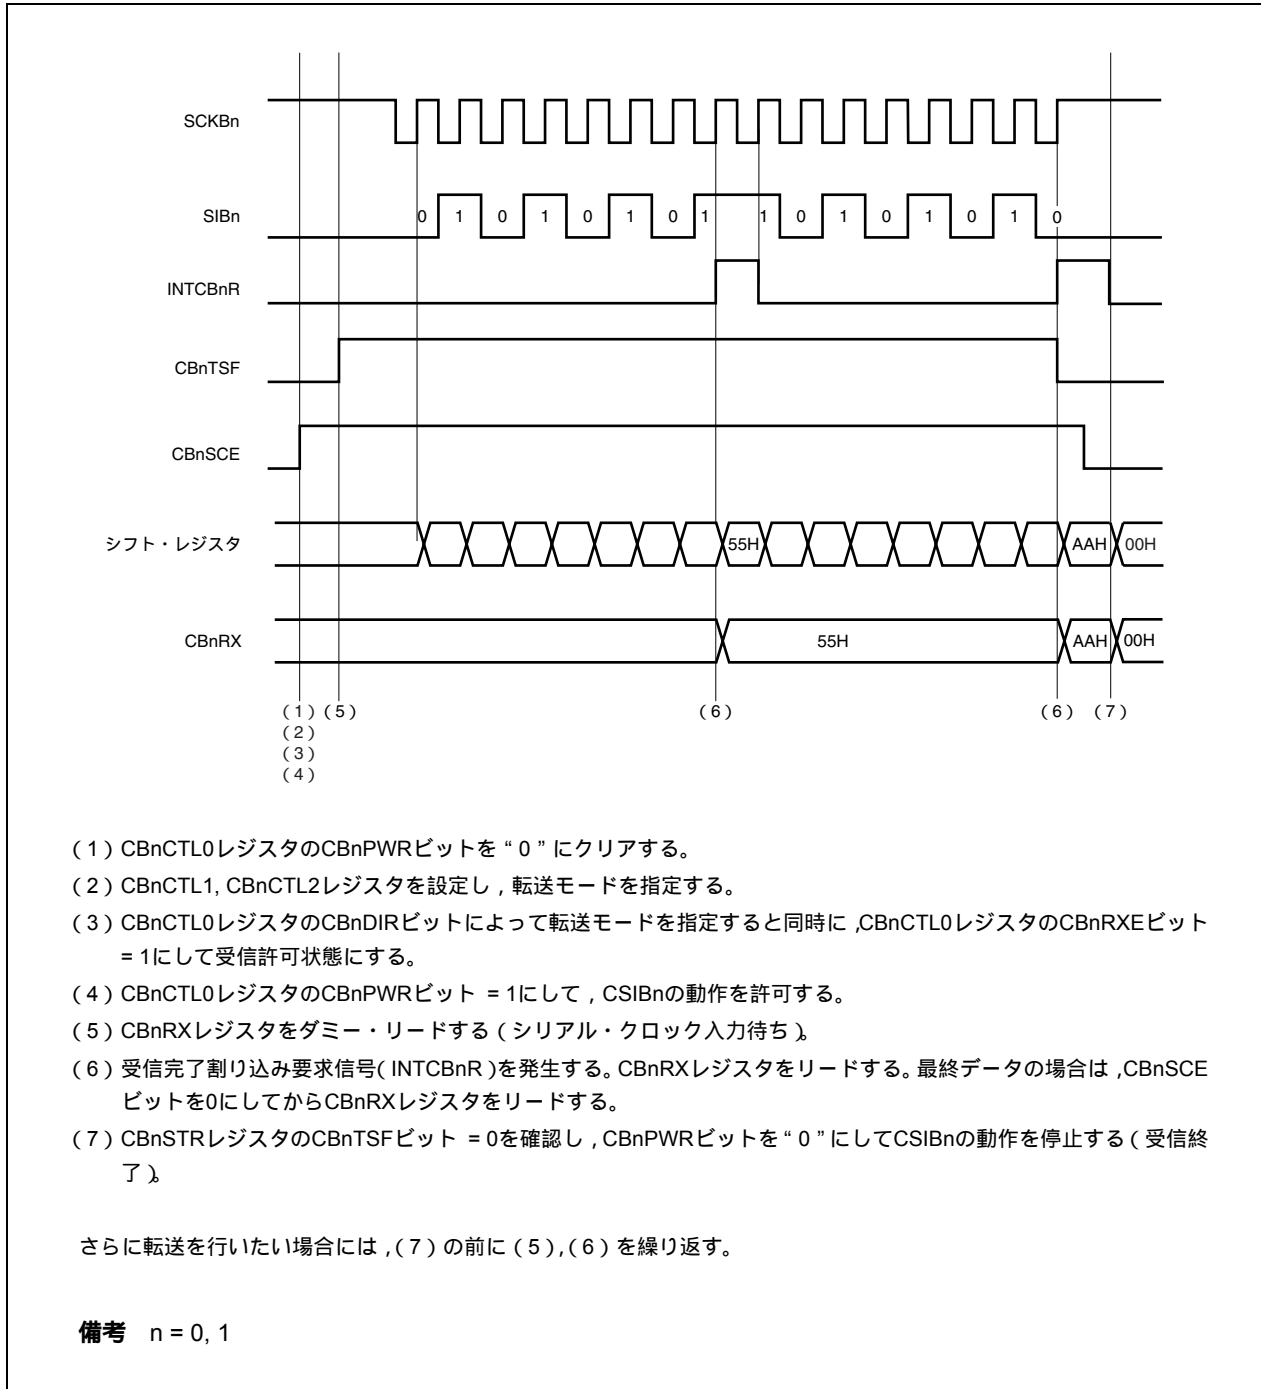 SCKBn
SIBn 0 1 0 1 0 1 0 1 1 0 1 0 1 0 1 0
INTCBnR
CBnTSF
CBnSCE
シフト・レジスタ 55H AAH 00H
CBnRX 55H AAH 00H
(1) (5) (6) (6) (7)
(2)
(3)
(4)
(1) CBnCTL0レジスタのCBnPWRビットを“0”にクリアする。
(2) CBnCTL1, CBnCTL2レジスタを設定し,転送モードを指定する。
(3) CBnCTL0レジスタのCBnDIRビットによって転送モードを指定すると同時に,CBnCTL0レジスタのCBnRXEビット
= 1にして受信許可状態にする。
(4) CBnCTL0レジスタのCBnPWRビット = 1にして,CSIBnの動作を許可する。
(5) CBnRXレジスタをダミー・リードする(シリアル・クロック入力待ち)。
(6) 受信完了割り込み要求信号(INTCBnR)を発生する。CBnRXレジスタをリードする。最終データの場合は,CBnSCE
ビットを0にしてからCBnRXレジスタをリードする。
(7) CBnSTRレジスタのCBnTSFビット = 0を確認し,CBnPWRビットを“0”にしてCSIBnの動作を停止する(受信終
了)。
さらに転送を行いたい場合には,(7)の前に(5),(6)を繰り返す。
備考 n = 0, 1